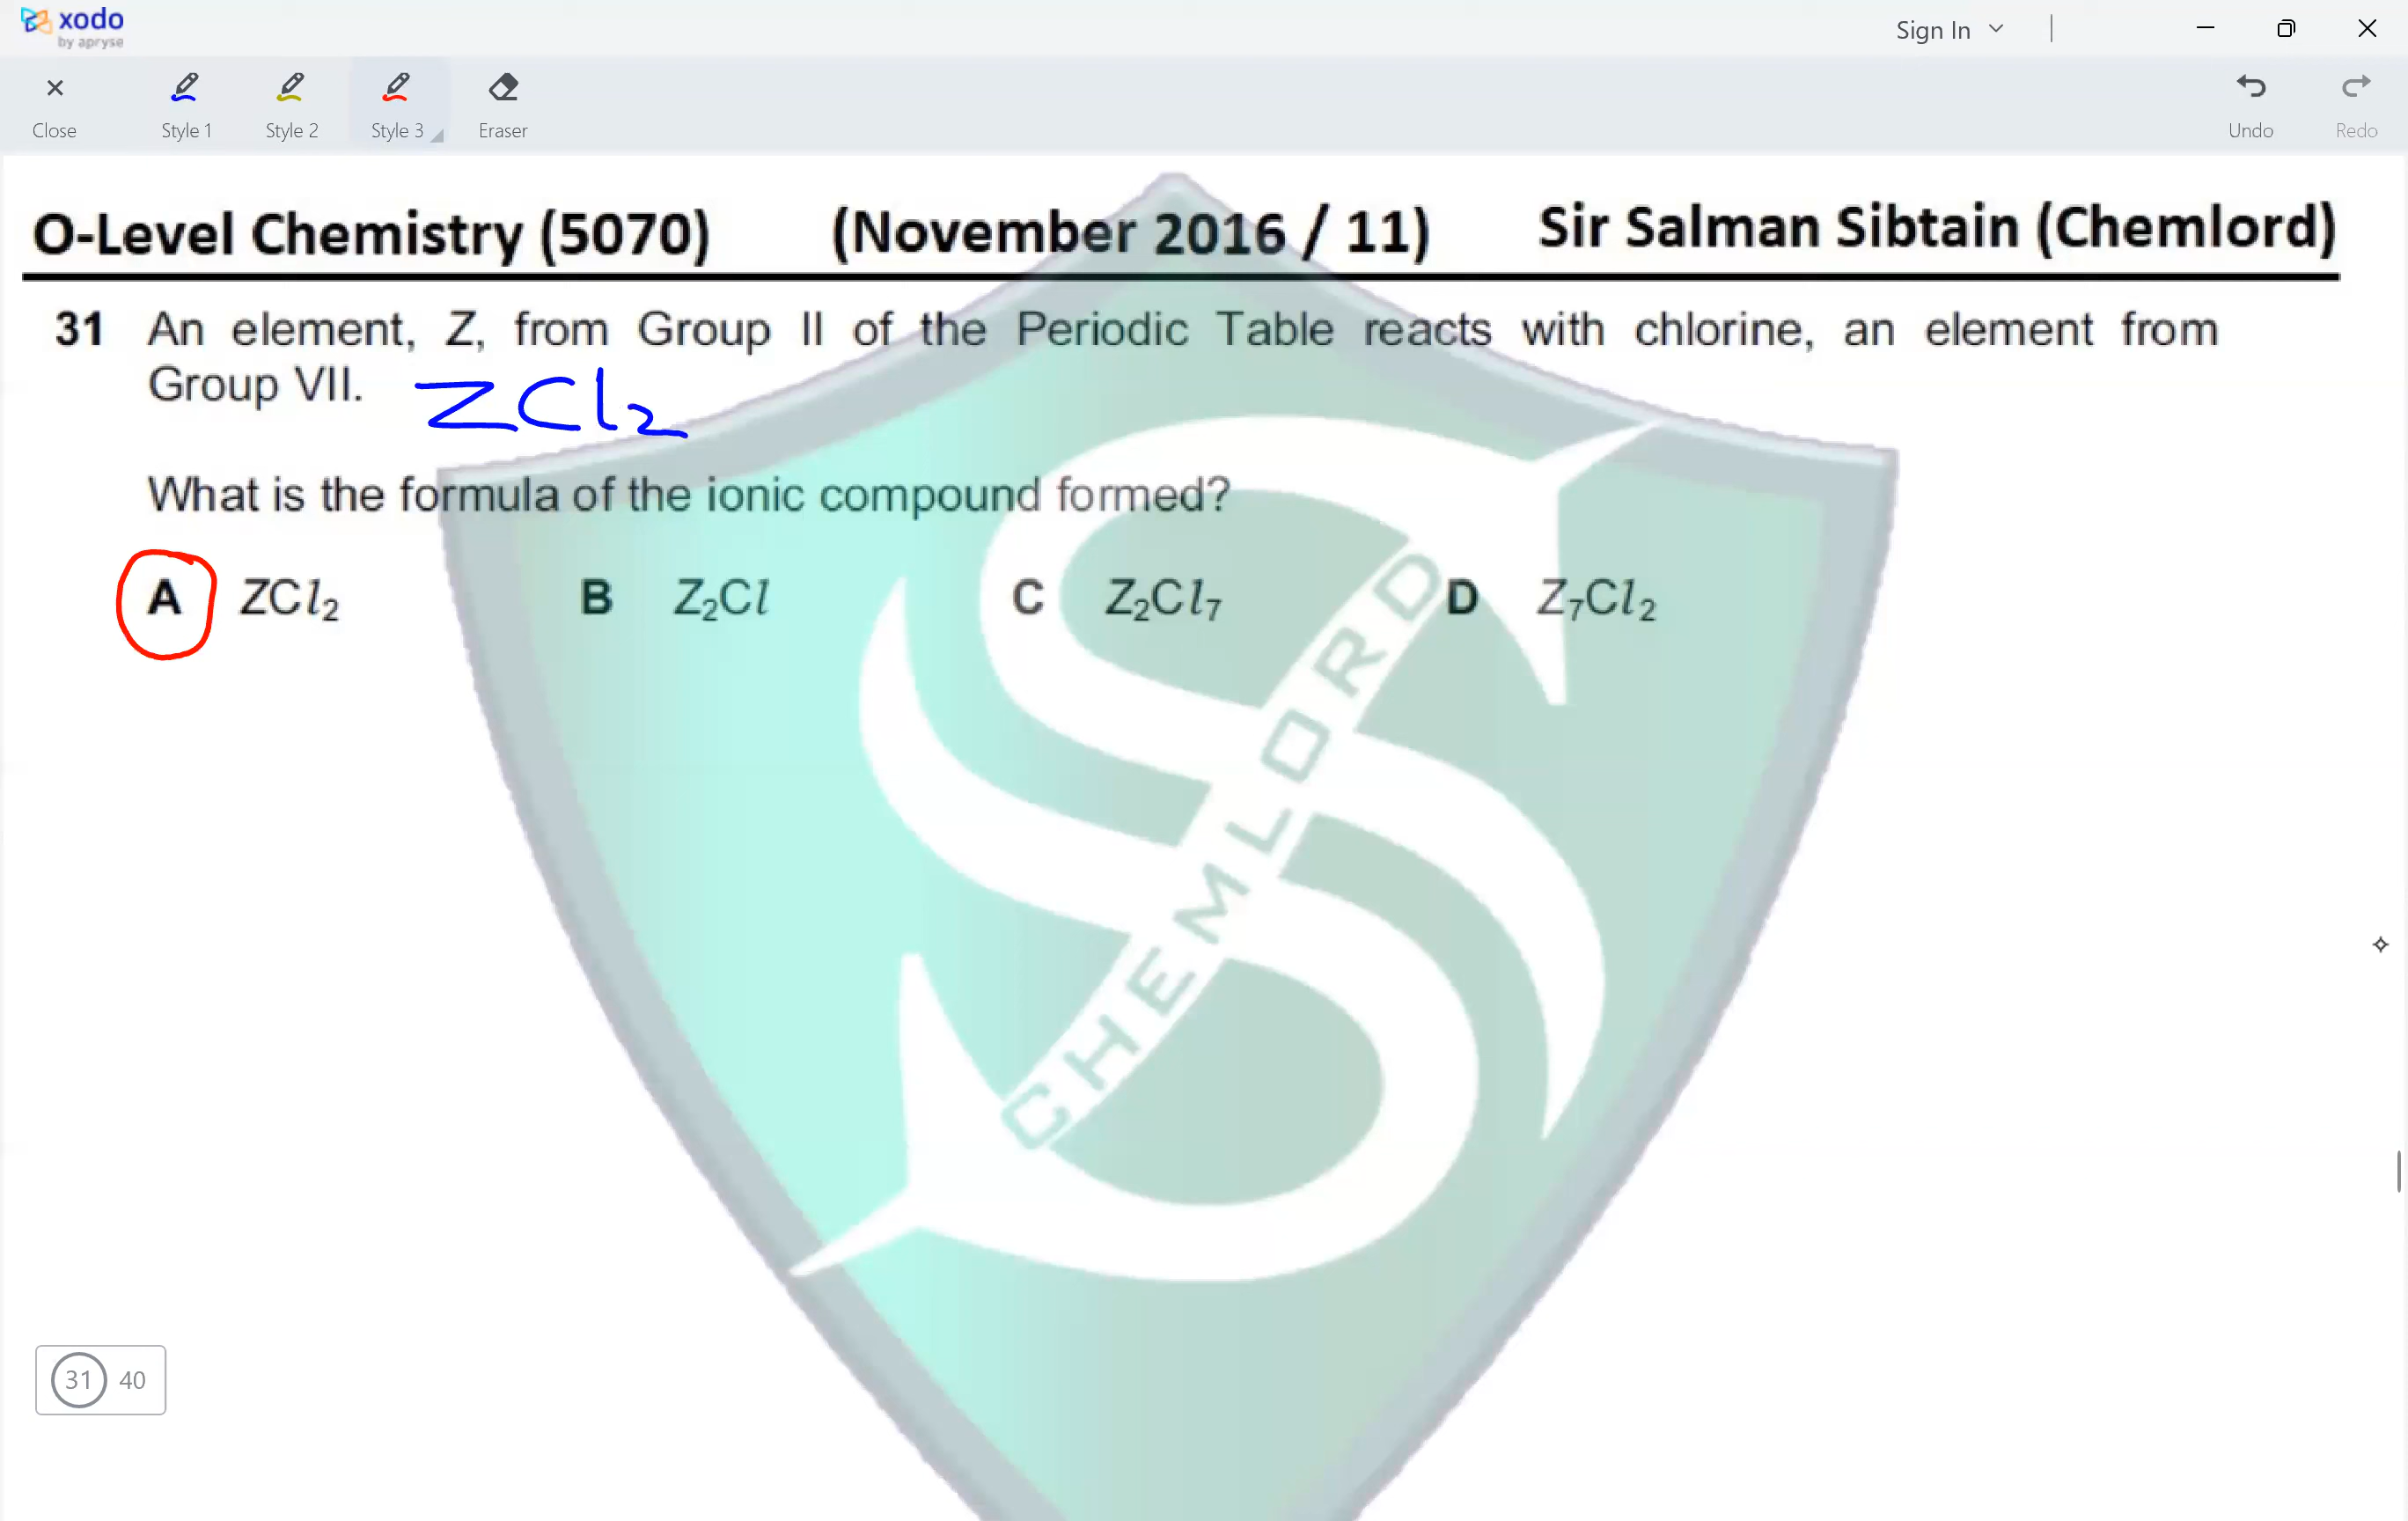 xodo
by apryse
Sign In
Close
Style 1
Style 2
Style 3
Eraser
Undo
Redo
O-Level Chemistry (5070) (November 2016 / 11) Sir Salman Sibtain (Chemlord)
31 An element, Z, from Group II of the Periodic Table reacts with chlorine, an element from
Group VII. ZCl₂
What is the formula of the ionic compound formed?
A ZCl₂ B Z₂Cl C Z₂Cl₇ D Z₇Cl₂
CHEMLORD
31 40